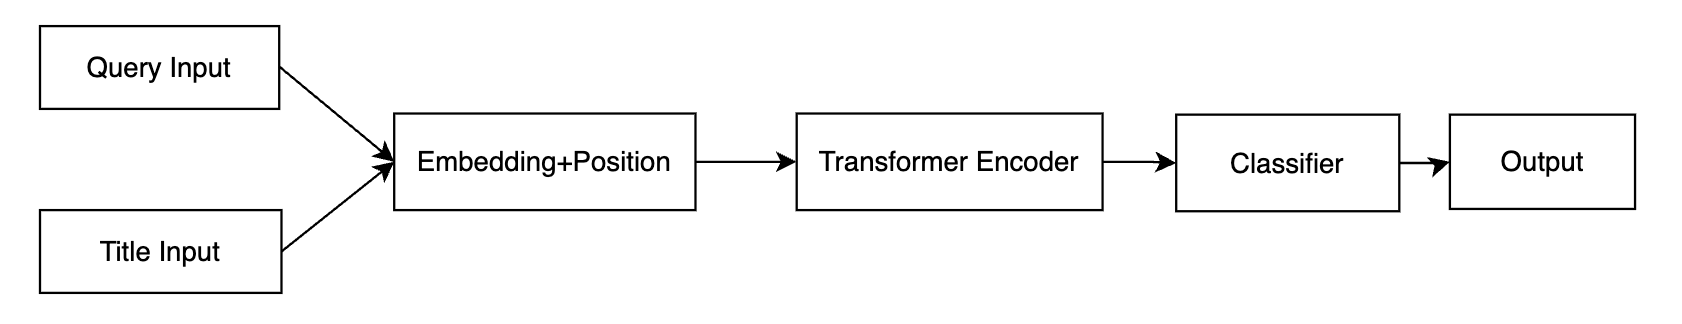 Query Input
Title Input
Embedding+Position
Transformer Encoder
Classifier
Output